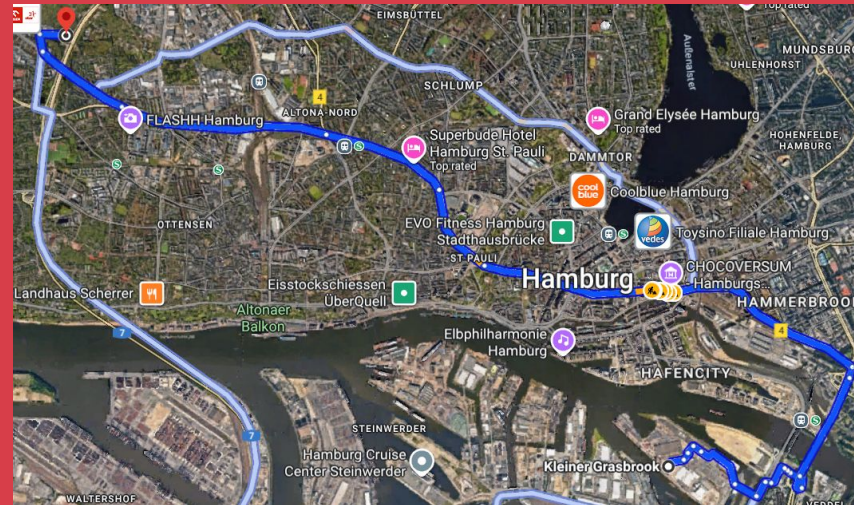 Top rated
EIMSBÜTTEL
MUNDSBURG
Außenalster
UHLENHORST
SCHLUMP
4
ALTONA-NORD
FLASHH Hamburg
Grand Elysée Hamburg
Top rated
Superbude Hotel
Hamburg St. Pauli
Top rated
HOHENFELDE,
HAMBURG
S
DAMMTOR
S
S
cool
blue
Coolblue Hamburg
OTTENSEN
EVO Fitness Hamburg
Stadthausbrücke
vedes
Toysino Filiale Hamburg
S
ST PAULI
CHOCOVERSUM
Hamburgs...
Hamburg
Landhaus Scherrer
Eisstockschiessen
ÜberQuell
HAMMERBROOK
Altonaer
Balkon
7
Elbphilharmonie
Hamburg
4
HAFENCITY
S
STEINWERDER
7
Hamburg Cruise
Center Steinwerder
Kleiner Grasbrook
WALTERSHOF
VEDDEL